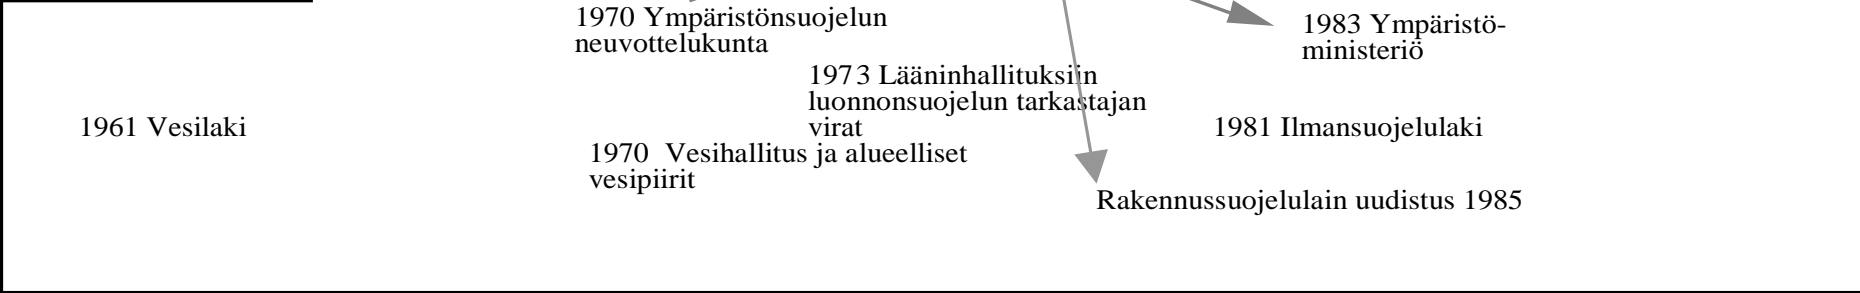 1970 Ympäristönsuojelun
neuvottelukunta
1983 Ympäristö-
ministeriö
1973 Lääninhallituksiin
luonnonsuojelun tarkastajan
virat
1961 Vesilaki
1981 Ilmansuojelulaki
1970 Vesihallitus ja alueelliset
vesipiirit
Rakennussuojelulain uudistus 1985